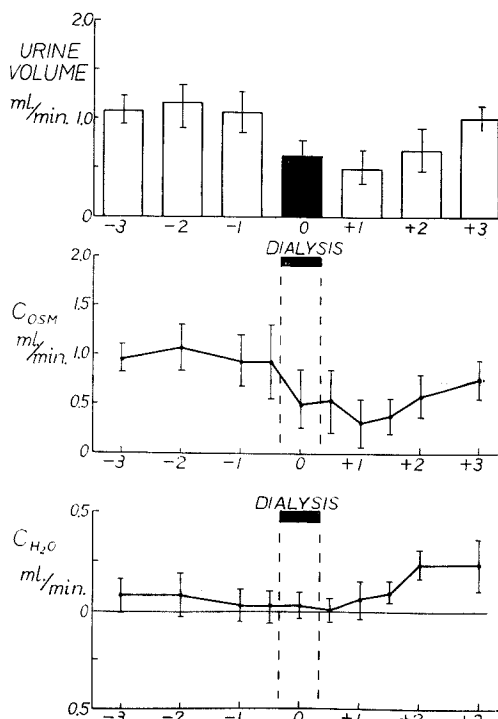 2.0
URINE
VOLUME
ml/min.
1.0
0
-3 -2 -1 0 +1 +2 +3
DIALYSIS
2.0
1.5
COSM
ml/min.
1.0
0.5
0
-3 -2 -1 0 +1 +2 +3
DIALYSIS
0.5
CH₂O
ml./min.
0
0.5
-3 -2 -1 0 +1 +2 +3